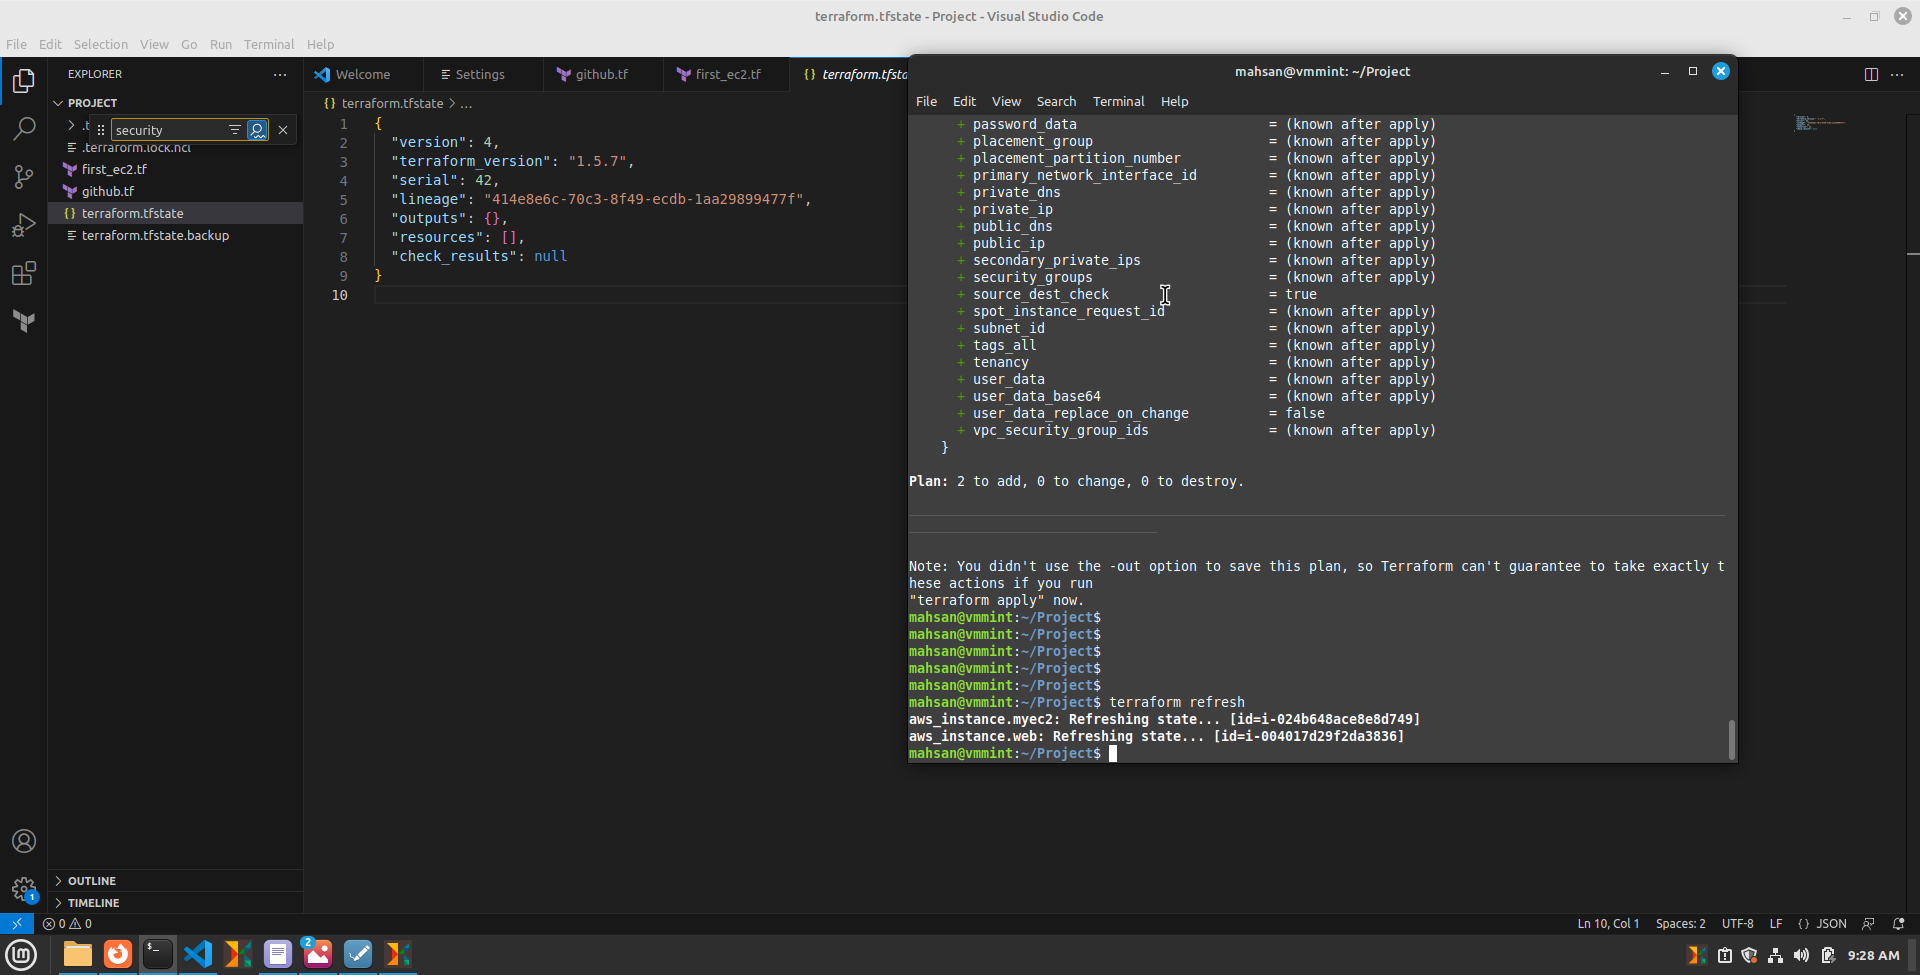 terraform.tfstate - Project - Visual Studio Code
File Edit Selection View Go Run Terminal Help
EXPLORER
PROJECT
security
.terraform.lock.hcl
first_ec2.tf
github.tf
terraform.tfstate
terraform.tfstate.backup
OUTLINE
TIMELINE
Welcome Settings github.tf first_ec2.tf terraform.tfsta
{} terraform.tfstate > ...
1 {
2 "version": 4,
3 "terraform_version": "1.5.7",
4 "serial": 42,
5 "lineage": "414e8e6c-70c3-8f49-ecdb-1aa29899477f",
6 "outputs": {},
7 "resources": [],
8 "check_results": null
9 }
10
mahsan@vmmint: ~/Project
File Edit View Search Terminal Help
+ password_data = (known after apply)
+ placement_group = (known after apply)
+ placement_partition_number = (known after apply)
+ primary_network_interface_id = (known after apply)
+ private_dns = (known after apply)
+ private_ip = (known after apply)
+ public_dns = (known after apply)
+ public_ip = (known after apply)
+ secondary_private_ips = (known after apply)
+ security_groups = (known after apply)
+ source_dest_check = true
+ spot_instance_request_id = (known after apply)
+ subnet_id = (known after apply)
+ tags_all = (known after apply)
+ tenancy = (known after apply)
+ user_data = (known after apply)
+ user_data_base64 = (known after apply)
+ user_data_replace_on_change = false
+ vpc_security_group_ids = (known after apply)
}
Plan: 2 to add, 0 to change, 0 to destroy.
Note: You didn't use the -out option to save this plan, so Terraform can't guarantee to take exactly t
hese actions if you run
"terraform apply" now.
mahsan@vmmint:~/Project$
mahsan@vmmint:~/Project$
mahsan@vmmint:~/Project$
mahsan@vmmint:~/Project$
mahsan@vmmint:~/Project$
mahsan@vmmint:~/Project$ terraform refresh
aws_instance.myec2: Refreshing state... [id=i-024b648ace8e8d749]
aws_instance.web: Refreshing state... [id=i-004017d29f2da3836]
mahsan@vmmint:~/Project$
1
0 0 Ln 10, Col 1 Spaces: 2 UTF-8 LF {} JSON
2
9:28 AM